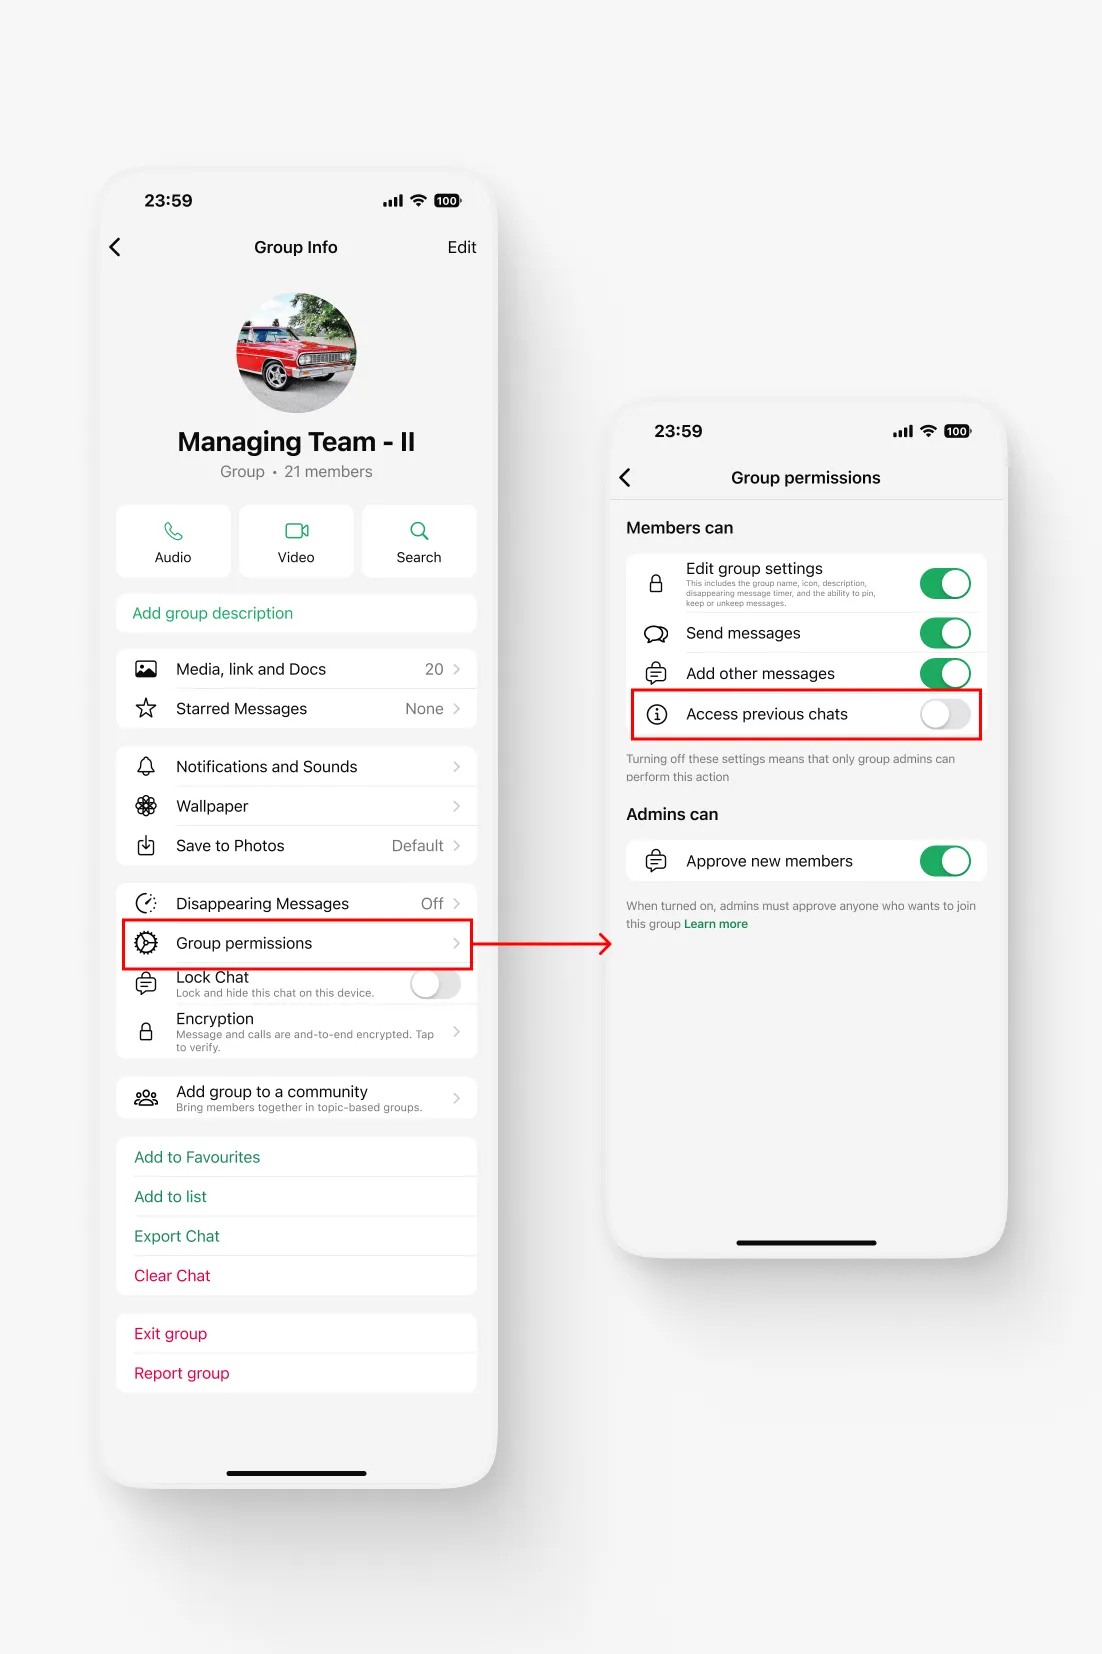 23:59
100
Group Info
Edit
Managing Team - II
Group • 21 members
Audio
Video
Search
Add group description
Media, link and Docs 20
Starred Messages None
Notifications and Sounds
Wallpaper
Save to Photos Default
Disappearing Messages Off
Group permissions
Lock Chat
Lock and hide this chat on this device.
Encryption
Message and calls are and-to-end encrypted. Tap
to verify.
Add group to a community
Bring members together in topic-based groups.
Add to Favourites
Add to list
Export Chat
Clear Chat
Exit group
Report group
23:59
100
Group permissions
Members can
Edit group settings
This includes the group name, icon, description,
disappearing message timer, and the ability to pin,
keep or unkeep messages.
Send messages
Add other messages
Access previous chats
Turning off these settings means that only group admins can
perform this action
Admins can
Approve new members
When turned on, admins must approve anyone who wants to join
this group Learn more